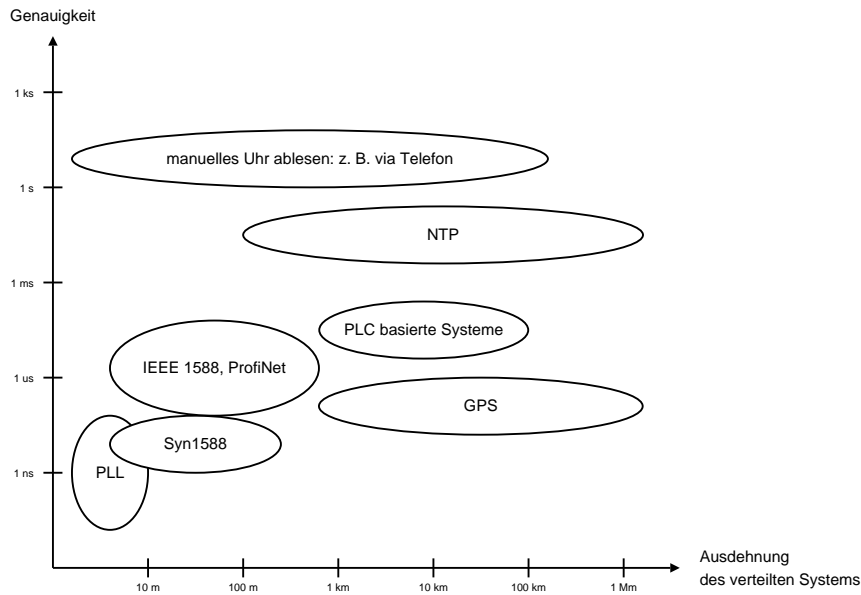 Genauigkeit
1 ks
manuelles Uhr ablesen: z. B. via Telefon
1 s
NTP
1 ms
PLC basierte Systeme
IEEE 1588, ProfiNet
1 us
GPS
Syn1588
PLL
1 ns
Ausdehnung
des verteilten Systems
10 m
100 m
1 km
10 km
100 km
1 Mm